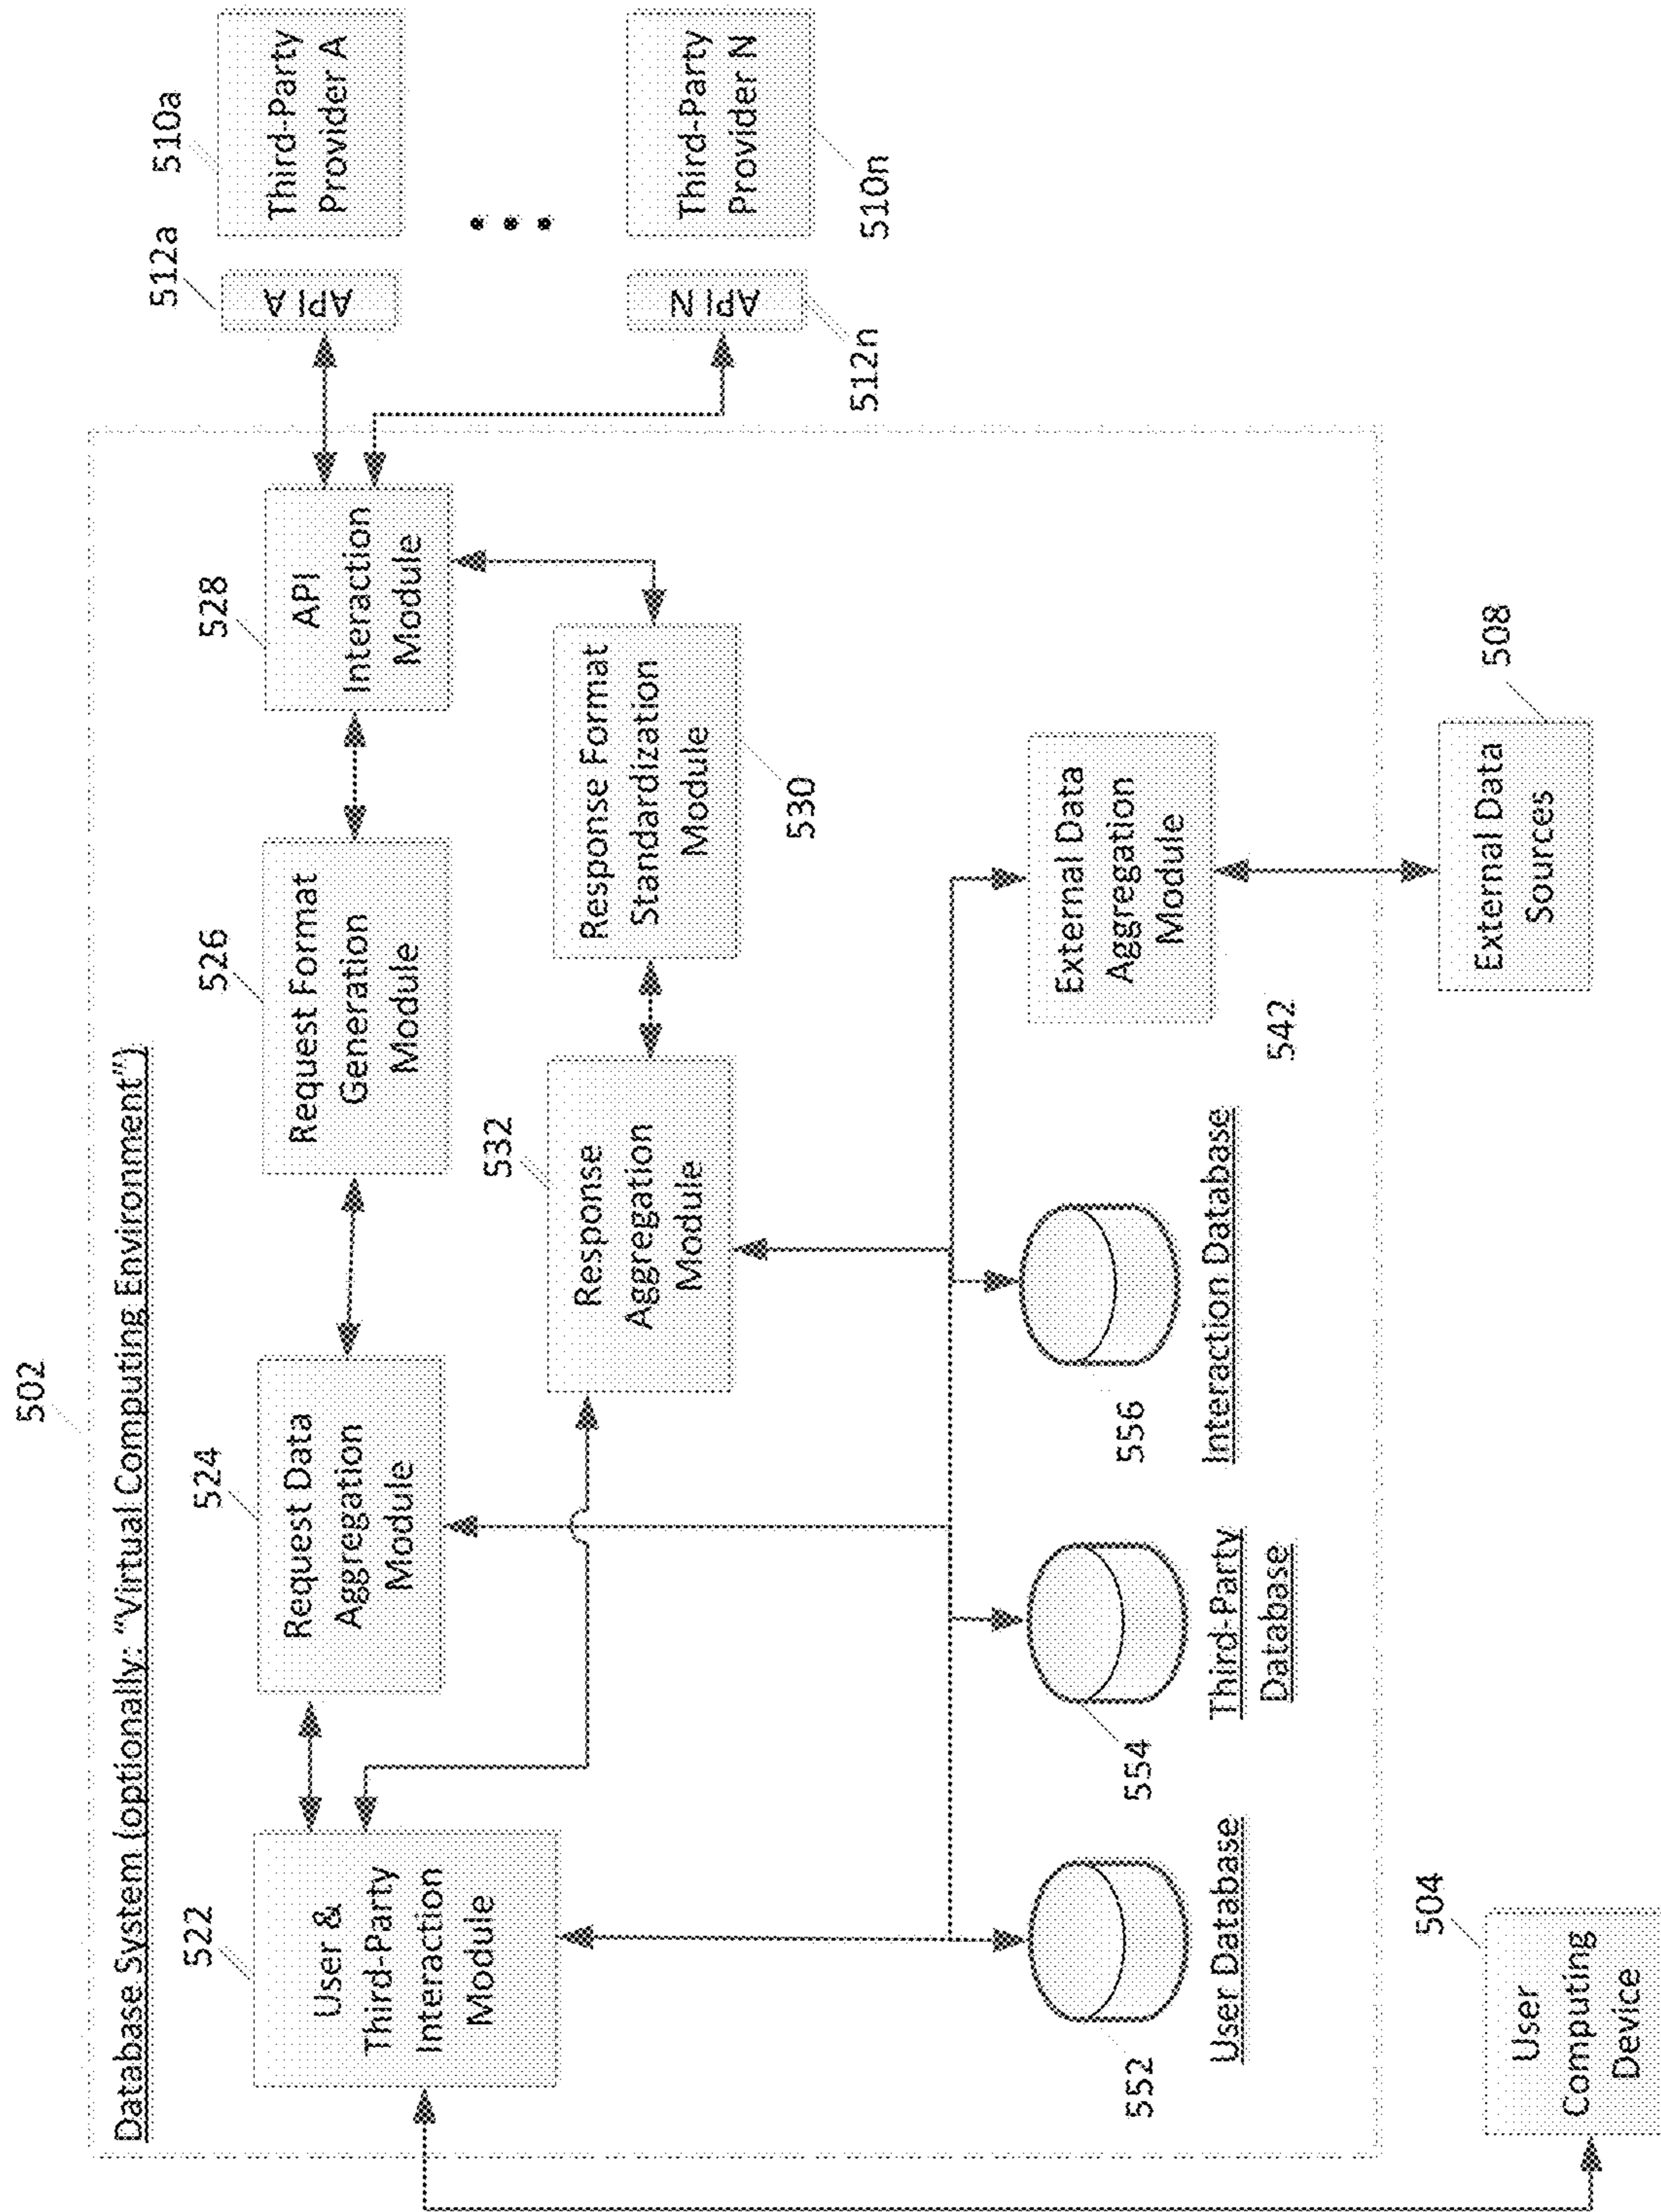 502
Database System (optionally: "Virtual Computing Environment")
522
User &
Third-Party
Interaction
Module
524
Request Data
Aggregation
Module
526
Request Format
Generation
Module
528
API
Interaction
Module
512a
API A
510a
Third-Party
Provider A
532
Response
Aggregation
Module
Response Format
Standardization
Module
530
API N
512n
Third-Party
Provider N
510n
552
User Database
554
Third-Party
Database
556
Interaction Database
External Data
Aggregation
Module
542
504
User
Computing
Device
508
External Data
Sources